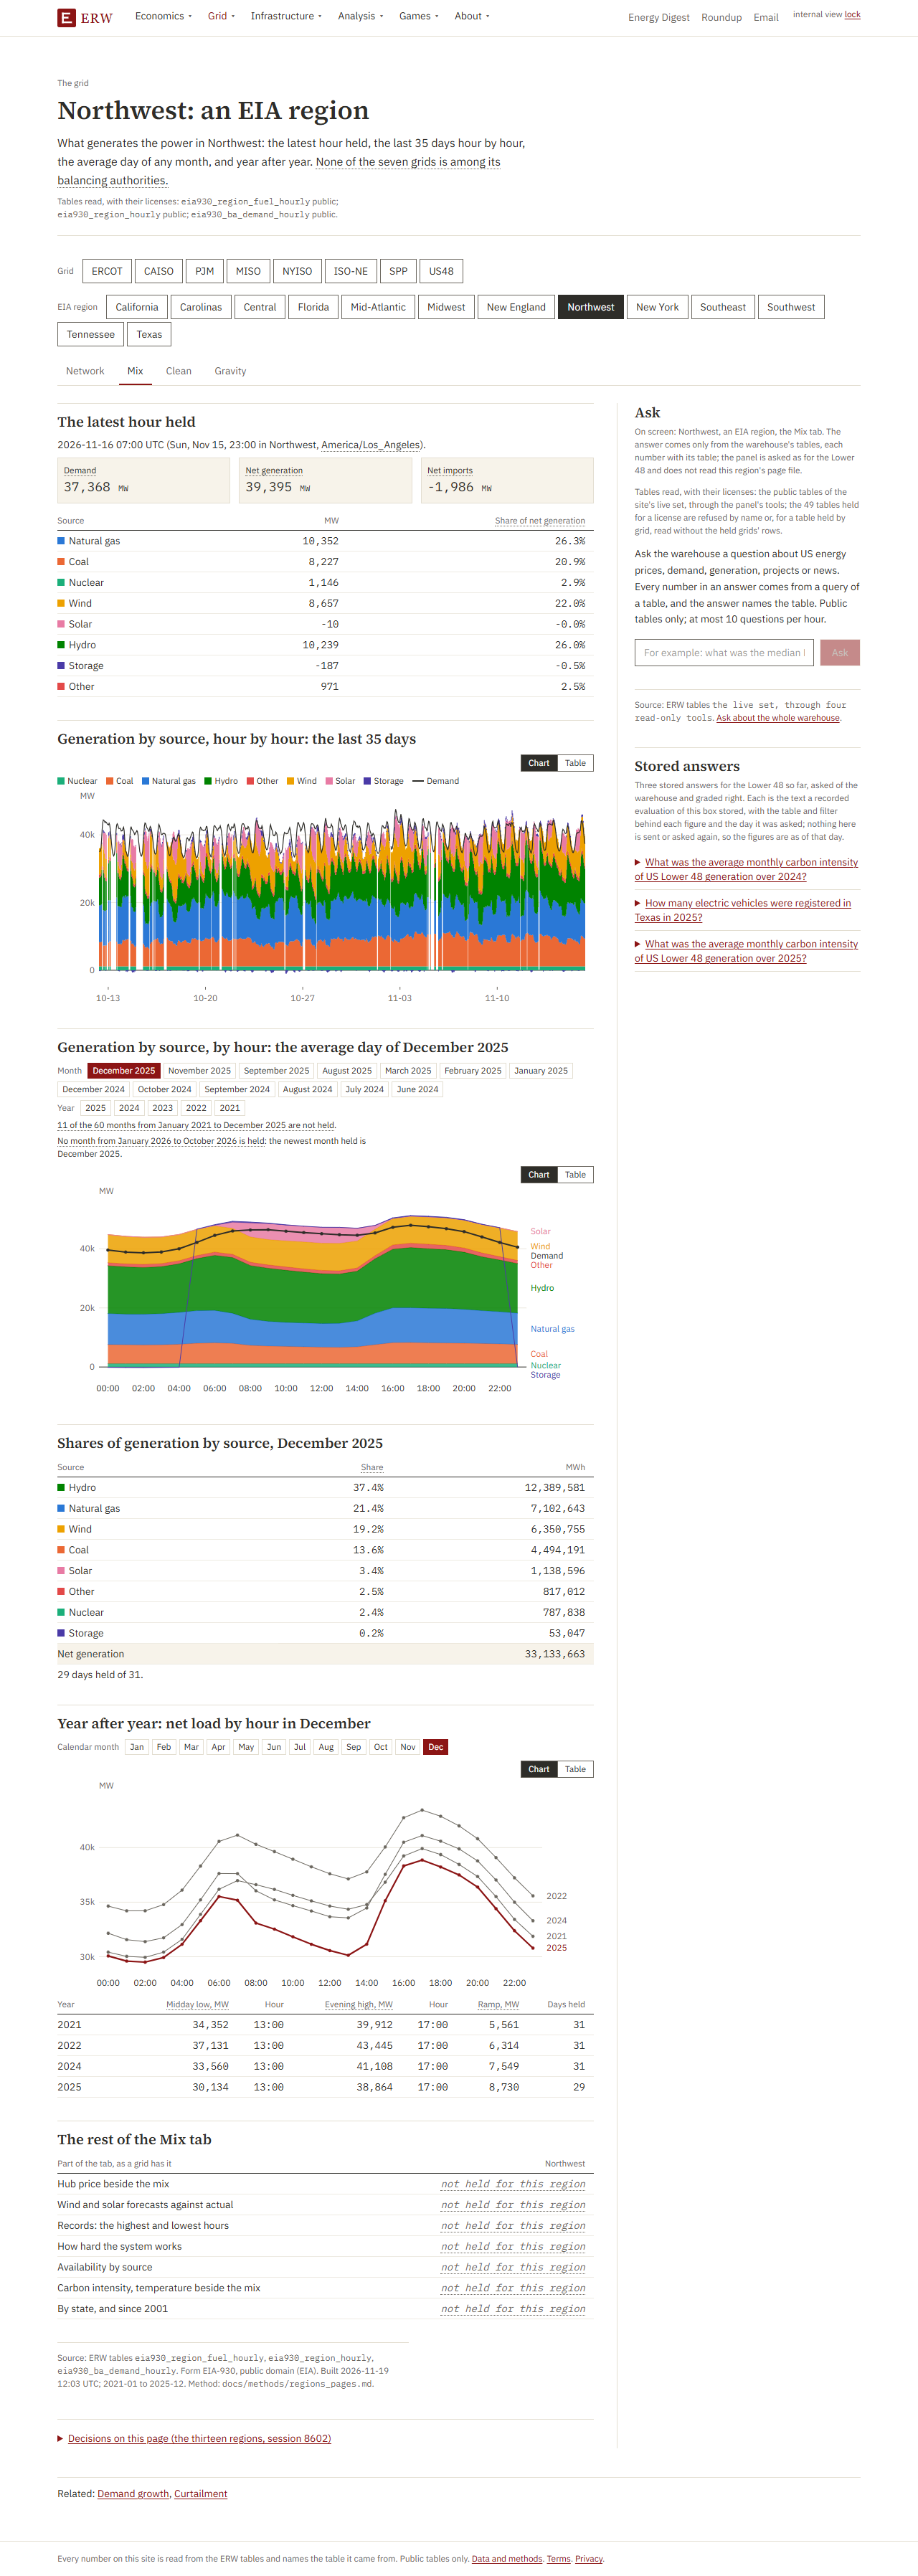 E ERW Economics Grid Infrastructure Analysis Games About Energy Digest Roundup Email internal view lock
The grid
Northwest: an EIA region
What generates the power in Northwest: the latest hour held, the last 35 days hour by hour,
the average day of any month, and year after year. None of the seven grids is among its
balancing authorities.
Tables read, with their licenses: eia930_region_fuel_hourly public;
eia930_region_hourly public; eia930_ba_demand_hourly public.
Grid ERCOT CAISO PJM MISO NYISO ISO-NE SPP US48
EIA region California Carolinas Central Florida Mid-Atlantic Midwest New England Northwest New York Southeast Southwest
Tennessee Texas
Network Mix Clean Gravity
The latest hour held
2026-11-16 07:00 UTC (Sun, Nov 15, 23:00 in Northwest, America/Los_Angeles).
Demand Net generation Net imports
37,368 MW 39,395 MW -1,986 MW
Source MW Share of net generation
Natural gas 10,352 26.3%
Coal 8,227 20.9%
Nuclear 1,146 2.9%
Wind 8,657 22.0%
Solar -10 -0.0%
Hydro 10,239 26.0%
Storage -187 -0.5%
Other 971 2.5%
Generation by source, hour by hour: the last 35 days
Chart Table
Nuclear Coal Natural gas Hydro Other Wind Solar Storage Demand
MW
40k
20k
0
10-13 10-20 10-27 11-03 11-10
Generation by source, by hour: the average day of December 2025
Month December 2025 November 2025 September 2025 August 2025 March 2025 February 2025 January 2025
December 2024 October 2024 September 2024 August 2024 July 2024 June 2024
Year 2025 2024 2023 2022 2021
11 of the 60 months from January 2021 to December 2025 are not held.
No month from January 2026 to October 2026 is held: the newest month held is
December 2025.
Chart Table
MW
Solar
Wind
40k
Demand
Other
Hydro
20k
Natural gas
Coal
Nuclear
0
Storage
00:00 02:00 04:00 06:00 08:00 10:00 12:00 14:00 16:00 18:00 20:00 22:00
Shares of generation by source, December 2025
Source Share MWh
Hydro 37.4% 12,389,581
Natural gas 21.4% 7,102,643
Wind 19.2% 6,350,755
Coal 13.6% 4,494,191
Solar 3.4% 1,138,596
Other 2.5% 817,012
Nuclear 2.4% 787,838
Storage 0.2% 53,047
Net generation 33,133,663
29 days held of 31.
Year after year: net load by hour in December
Calendar month Jan Feb Mar Apr May Jun Jul Aug Sep Oct Nov Dec
Chart Table
MW
40k
2022
35k
2024
2021
2025
30k
00:00 02:00 04:00 06:00 08:00 10:00 12:00 14:00 16:00 18:00 20:00 22:00
Year Midday low, MW Hour Evening high, MW Hour Ramp, MW Days held
2021 34,352 13:00 39,912 17:00 5,561 31
2022 37,131 13:00 43,445 17:00 6,314 31
2024 33,560 13:00 41,108 17:00 7,549 31
2025 30,134 13:00 38,864 17:00 8,730 29
The rest of the Mix tab
Part of the tab, as a grid has it Northwest
Hub price beside the mix not held for this region
Wind and solar forecasts against actual not held for this region
Records: the highest and lowest hours not held for this region
How hard the system works not held for this region
Availability by source not held for this region
Carbon intensity, temperature beside the mix not held for this region
By state, and since 2001 not held for this region
Source: ERW tables eia930_region_fuel_hourly, eia930_region_hourly,
eia930_ba_demand_hourly. Form EIA-930, public domain (EIA). Built 2026-11-19
12:03 UTC; 2021-01 to 2025-12. Method: docs/methods/regions_pages.md.
Decisions on this page (the thirteen regions, session 8602)
Ask
On screen: Northwest, an EIA region, the Mix tab. The
answer comes only from the warehouse's tables, each
number with its table; the panel is asked as for the Lower
48 and does not read this region's page file.
Tables read, with their licenses: the public tables of the
site's live set, through the panel's tools; the 49 tables held
for a license are refused by name or, for a table held by
grid, read without the held grids' rows.
Ask the warehouse a question about US energy
prices, demand, generation, projects or news.
Every number in an answer comes from a query of
a table, and the answer names the table. Public
tables only; at most 10 questions per hour.
For example: what was the median Ask
Source: ERW tables the live set, through four
read-only tools. Ask about the whole warehouse.
Stored answers
Three stored answers for the Lower 48 so far, asked of the
warehouse and graded right. Each is the text a recorded
evaluation of this box stored, with the table and filter
behind each figure and the day it was asked; nothing here
is sent or asked again, so the figures are as of that day.
What was the average monthly carbon intensity
of US Lower 48 generation over 2024?
How many electric vehicles were registered in
Texas in 2025?
What was the average monthly carbon intensity
of US Lower 48 generation over 2025?
Related: Demand growth, Curtailment
Every number on this site is read from the ERW tables and names the table it came from. Public tables only. Data and methods. Terms. Privacy.